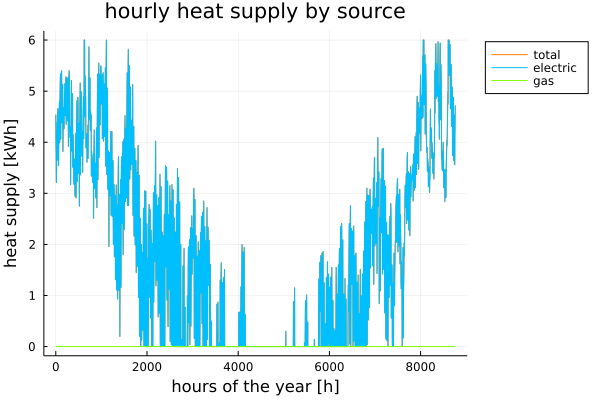 hourly heat supply by source
6
5
4
3
2
1
0
heat supply [kWh]
0 2000 4000 6000 8000
hours of the year [h]
total
electric
gas